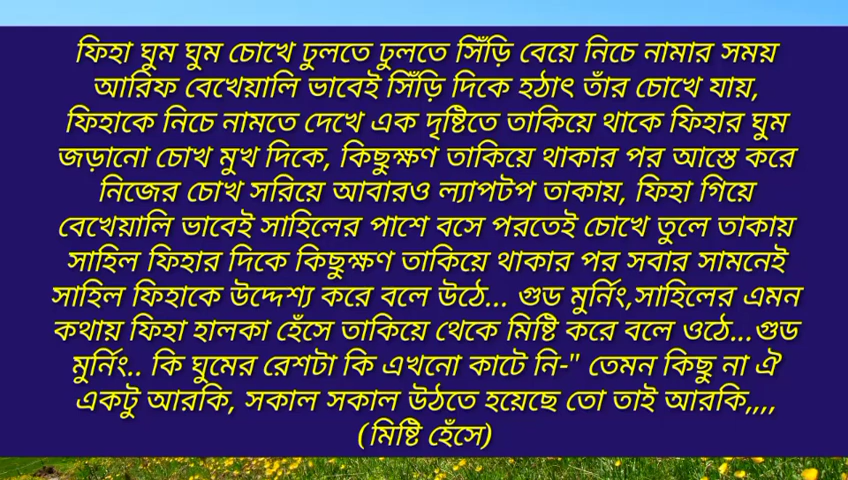 ফিহা ঘুম ঘুম চোখে ঢুলতে ঢুলতে সিঁড়ি বেয়ে নিচে নামার সময়
আরিফ বেখেয়ালি ভাবেই সিঁড়ি দিকে হঠাৎ তাঁর চোখে যায়,
ফিহাকে নিচে নামতে দেখে এক দৃষ্টিতে তাকিয়ে থাকে ফিহার ঘুম
জড়ানো চোখ মুখ দিকে, কিছুক্ষণ তাকিয়ে থাকার পর আস্তে করে
নিজের চোখ সরিয়ে আবারও ল্যাপটপ তাকায়, ফিহা গিয়ে
বেখেয়ালি ভাবেই সাহিলের পাশে বসে পরতেই চোখে তুলে তাকায়
সাহিল ফিহার দিকে কিছুক্ষণ তাকিয়ে থাকার পর সবার সামনেই
সাহিল ফিহাকে উদ্দেশ্য করে বলে উঠে... গুড মুর্নিং,সাহিলের এমন
কথায় ফিহা হালকা হেঁসে তাকিয়ে থেকে মিষ্টি করে বলে ওঠে...গুড
মুর্নিং.. কি ঘুমের রেশটা কি এখনো কাটে নি-" তেমন কিছু না ঐ
একটু আরকি, সকাল সকাল উঠতে হয়েছে তো তাই আরকি,,,,
(মিষ্টি হেঁসে)